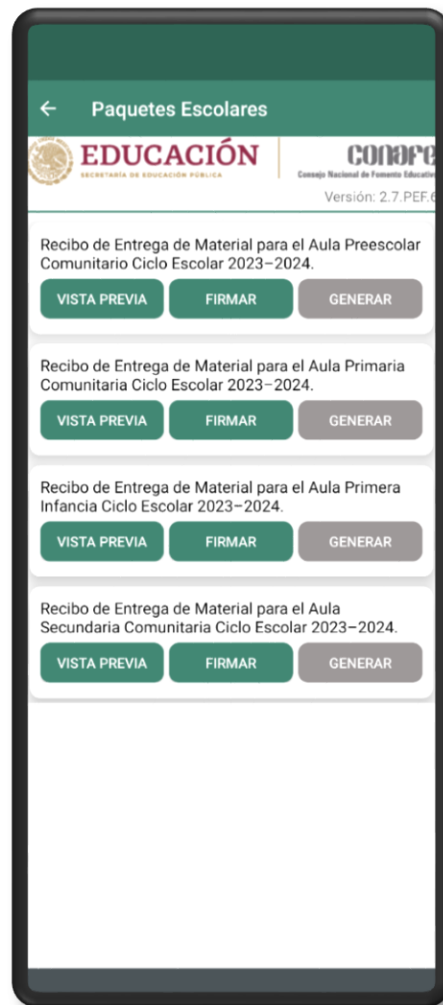 ← Paquetes Escolares
EDUCACIÓN
SECRETARÍA DE EDUCACIÓN PÚBLICA
CONAFE
Consejo Nacional de Fomento Educativo
Versión: 2.7.PEF.6
Recibo de Entrega de Material para el Aula Preescolar
Comunitario Ciclo Escolar 2023–2024.
VISTA PREVIA FIRMAR GENERAR
Recibo de Entrega de Material para el Aula Primaria
Comunitaria Ciclo Escolar 2023–2024.
VISTA PREVIA FIRMAR GENERAR
Recibo de Entrega de Material para el Aula Primera
Infancia Ciclo Escolar 2023–2024.
VISTA PREVIA FIRMAR GENERAR
Recibo de Entrega de Material para el Aula
Secundaria Comunitaria Ciclo Escolar 2023–2024.
VISTA PREVIA FIRMAR GENERAR